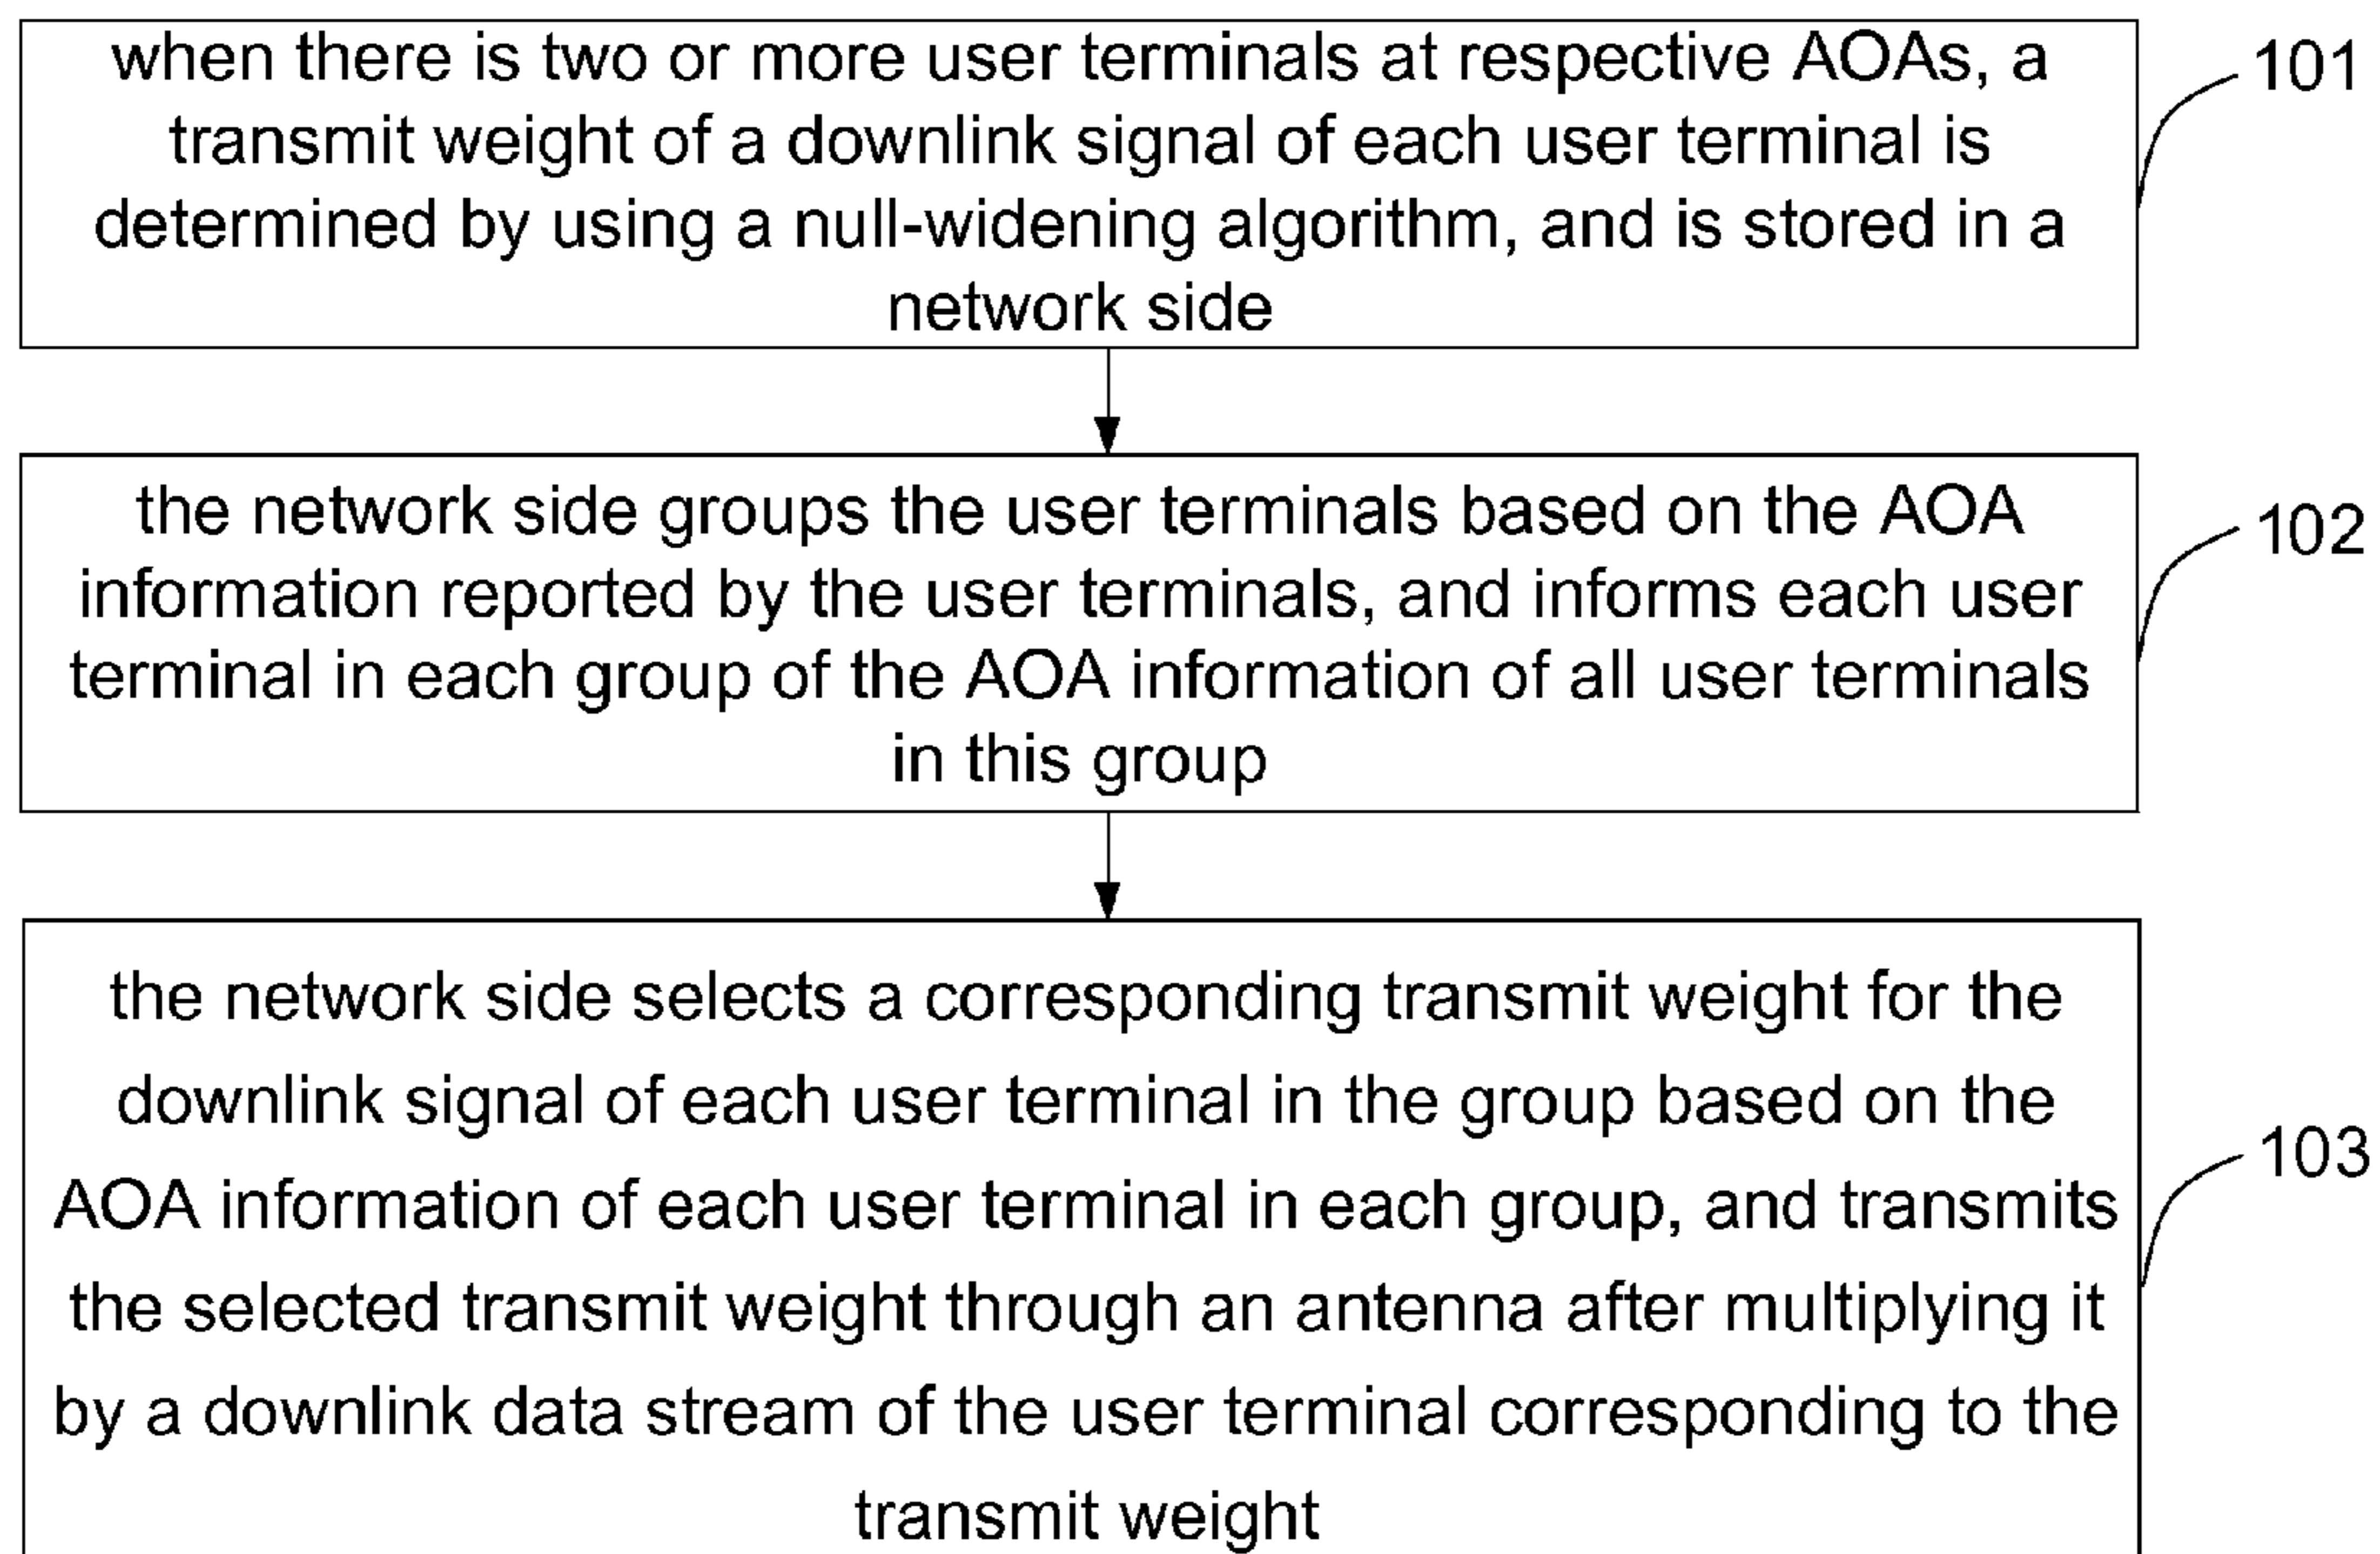 when there is two or more user terminals at respective AOAs, a
transmit weight of a downlink signal of each user terminal is
determined by using a null-widening algorithm, and is stored in a
network side
101
the network side groups the user terminals based on the AOA
information reported by the user terminals, and informs each user
terminal in each group of the AOA information of all user terminals
in this group
102
the network side selects a corresponding transmit weight for the
downlink signal of each user terminal in the group based on the
AOA information of each user terminal in each group, and transmits
the selected transmit weight through an antenna after multiplying it
by a downlink data stream of the user terminal corresponding to the
transmit weight
103